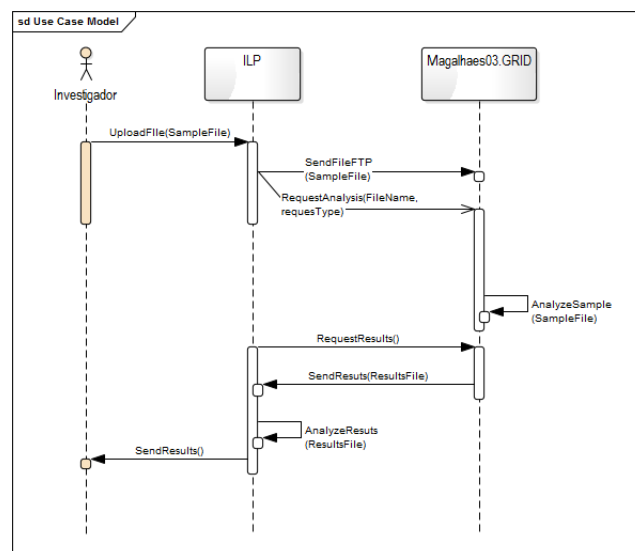 sd Use Case Model
Investigador
ILP
Magalhaes03.GRID
UploadFIle(SampleFile)
SendFileFTP
(SampleFile)
RequestAnalysis(FileName,
requesType)
AnalyzeSample
(SampleFile)
RequestResults()
SendResuts(ResultsFile)
AnalyzeResuts
(ResultsFile)
SendResults()